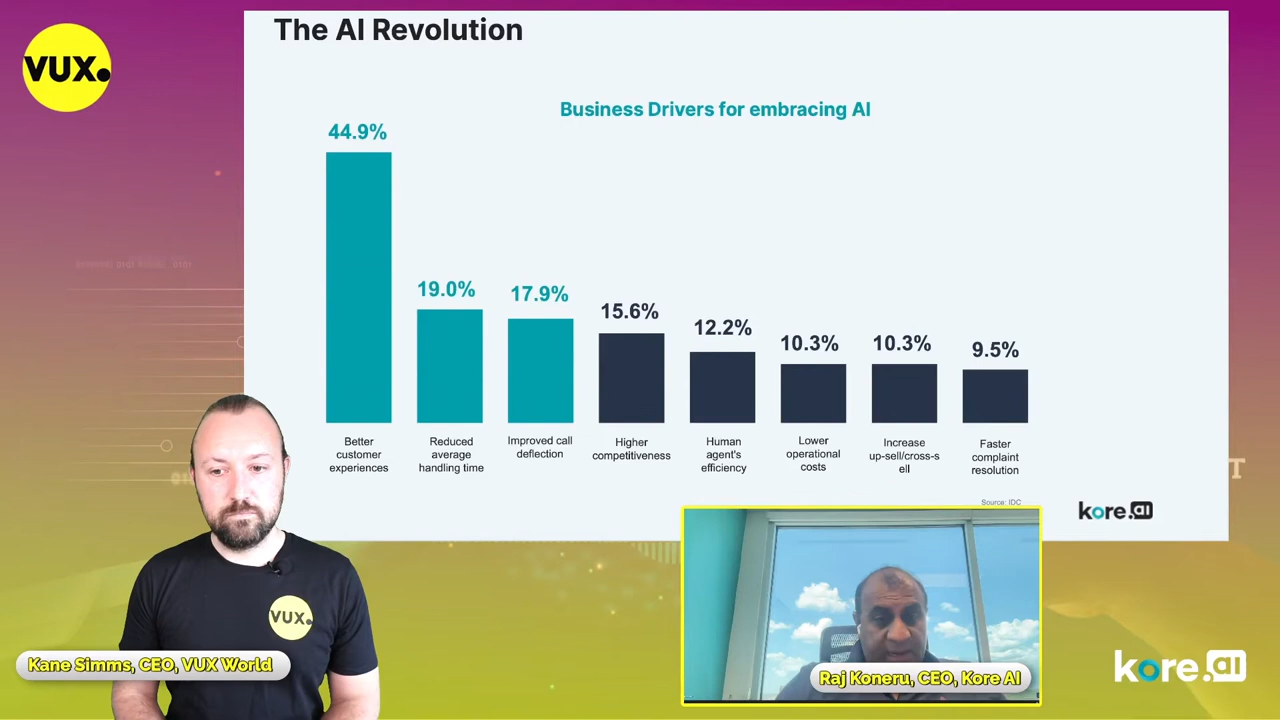 The AI Revolution
VUX.
Business Drivers for embracing AI
44.9%
19.0%
17.9%
15.6%
12.2%
10.3%
10.3%
9.5%
Better
customer
experiences
Reduced
average
handling time
Improved call
deflection
Higher
competitiveness
Human
agent's
efficiency
Lower
operational
costs
Increase
up-sell/cross-s
ell
Faster
complaint
resolution
Source: IDC
kore.ai
VUX.
Kane Simms, CEO, VUX World
Raj Koneru, CEO, Kore AI
kore.ai
T